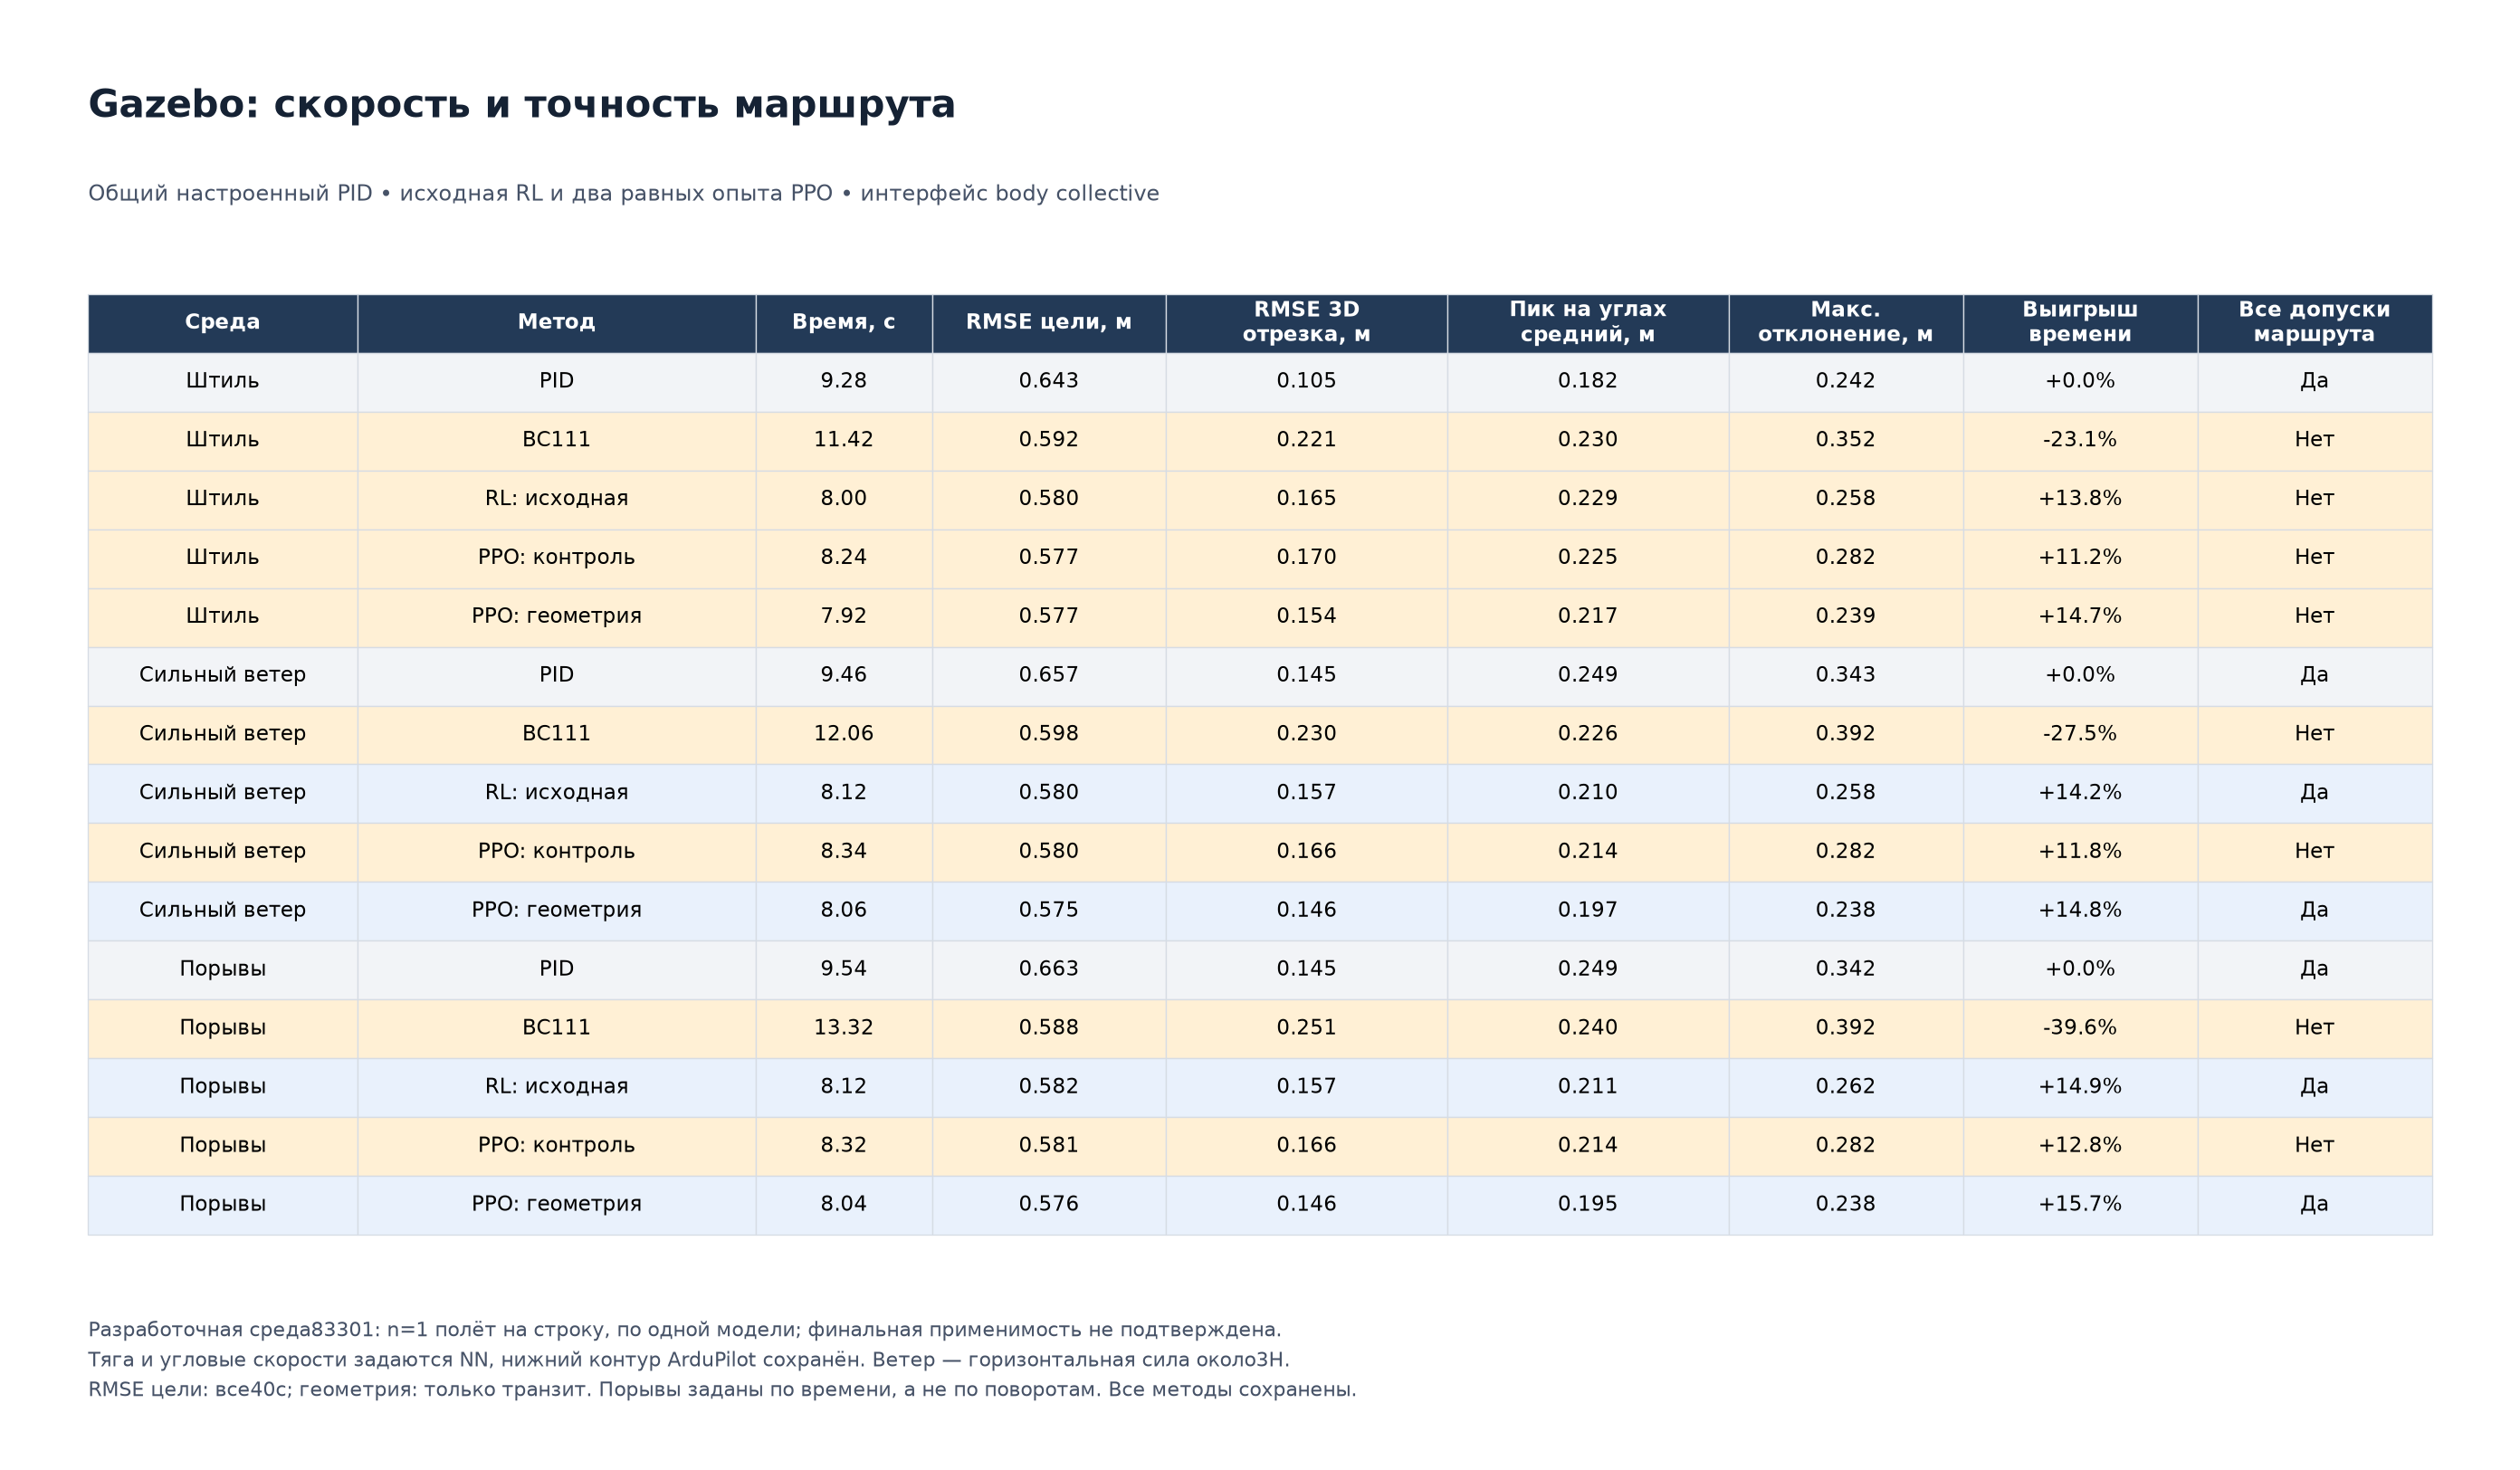 Gazebo: скорость и точность маршрута
Общий настроенный PID • исходная RL и два равных опыта PPO • интерфейс body collective
Среда Метод Время, с RMSE цели, м RMSE 3D отрезка, м Пик на углах средний, м Макс. отклонение, м Выигрыш времени Все допуски маршрута
Штиль PID 9.28 0.643 0.105 0.182 0.242 +0.0% Да
Штиль BC111 11.42 0.592 0.221 0.230 0.352 -23.1% Нет
Штиль RL: исходная 8.00 0.580 0.165 0.229 0.258 +13.8% Нет
Штиль PPO: контроль 8.24 0.577 0.170 0.225 0.282 +11.2% Нет
Штиль PPO: геометрия 7.92 0.577 0.154 0.217 0.239 +14.7% Нет
Сильный ветер PID 9.46 0.657 0.145 0.249 0.343 +0.0% Да
Сильный ветер BC111 12.06 0.598 0.230 0.226 0.392 -27.5% Нет
Сильный ветер RL: исходная 8.12 0.580 0.157 0.210 0.258 +14.2% Да
Сильный ветер PPO: контроль 8.34 0.580 0.166 0.214 0.282 +11.8% Нет
Сильный ветер PPO: геометрия 8.06 0.575 0.146 0.197 0.238 +14.8% Да
Порывы PID 9.54 0.663 0.145 0.249 0.342 +0.0% Да
Порывы BC111 13.32 0.588 0.251 0.240 0.392 -39.6% Нет
Порывы RL: исходная 8.12 0.582 0.157 0.211 0.262 +14.9% Да
Порывы PPO: контроль 8.32 0.581 0.166 0.214 0.282 +12.8% Нет
Порывы PPO: геометрия 8.04 0.576 0.146 0.195 0.238 +15.7% Да
Разработочная среда83301: n=1 полёт на строку, по одной модели; финальная применимость не подтверждена.
Тяга и угловые скорости задаются NN, нижний контур ArduPilot сохранён. Ветер — горизонтальная сила около3Н.
RMSE цели: все40с; геометрия: только транзит. Порывы заданы по времени, а не по поворотам. Все методы сохранены.